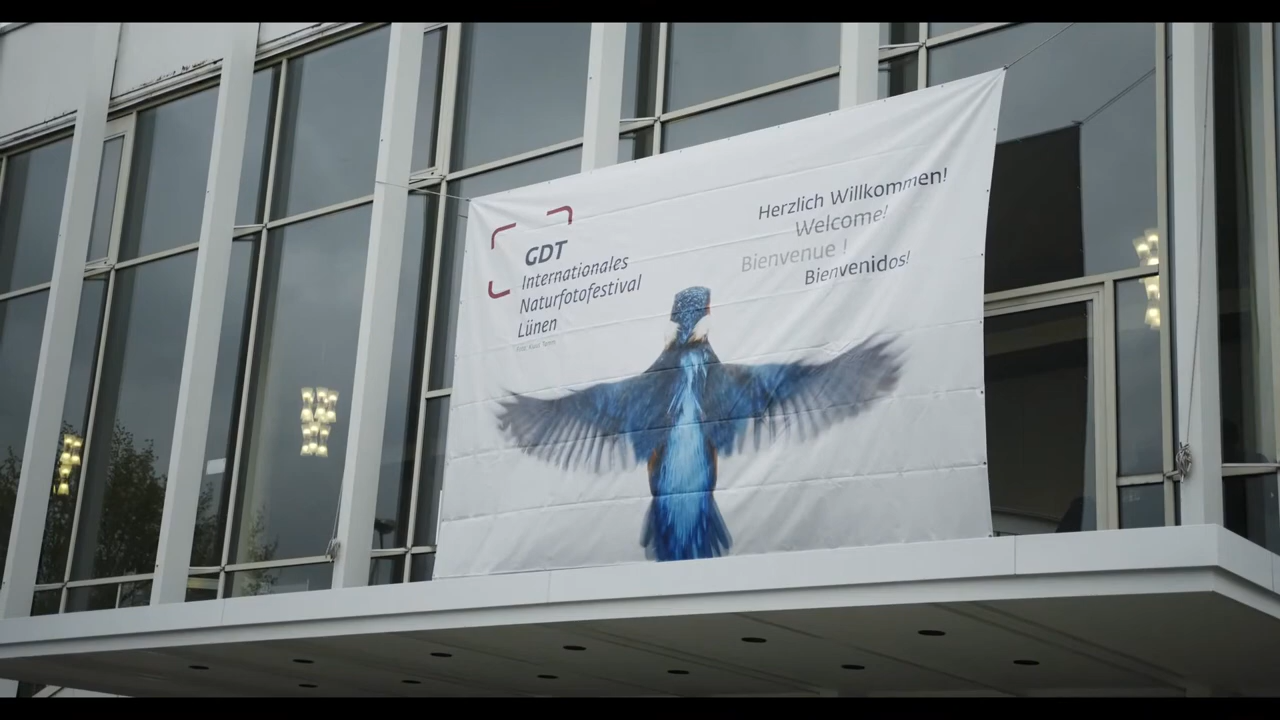 GDT
Internationales
Naturfotofestival
Lünen
Herzlich Willkommen!
Welcome!
Bienvenue !
Bienvenidos!